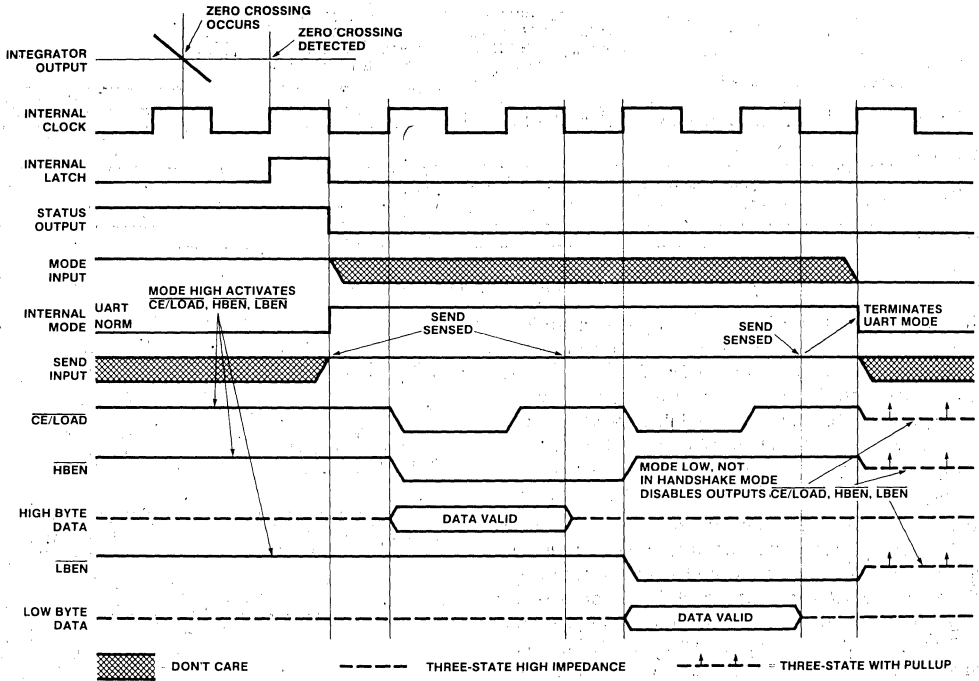 ZERO CROSSING
OCCURS
ZERO CROSSING
DETECTED
INTEGRATOR
OUTPUT
INTERNAL
CLOCK
INTERNAL
LATCH
STATUS
OUTPUT
MODE
INPUT
MODE HIGH ACTIVATES
CE/LOAD, HBEN, LBEN
INTERNAL
MODE
UART
NORM
SEND
SENSED
SEND
SENSED
TERMINATES
UART MODE
SEND
INPUT
CE/LOAD
HBEN
MODE LOW, NOT
IN HANDSHAKE MODE
DISABLES OUTPUTS CE/LOAD, HBEN, LBEN
HIGH BYTE
DATA
DATA VALID
LBEN
LOW BYTE
DATA
DATA VALID
- DON'T CARE
THREE-STATE HIGH IMPEDANCE
= THREE-STATE WITH PULLUP